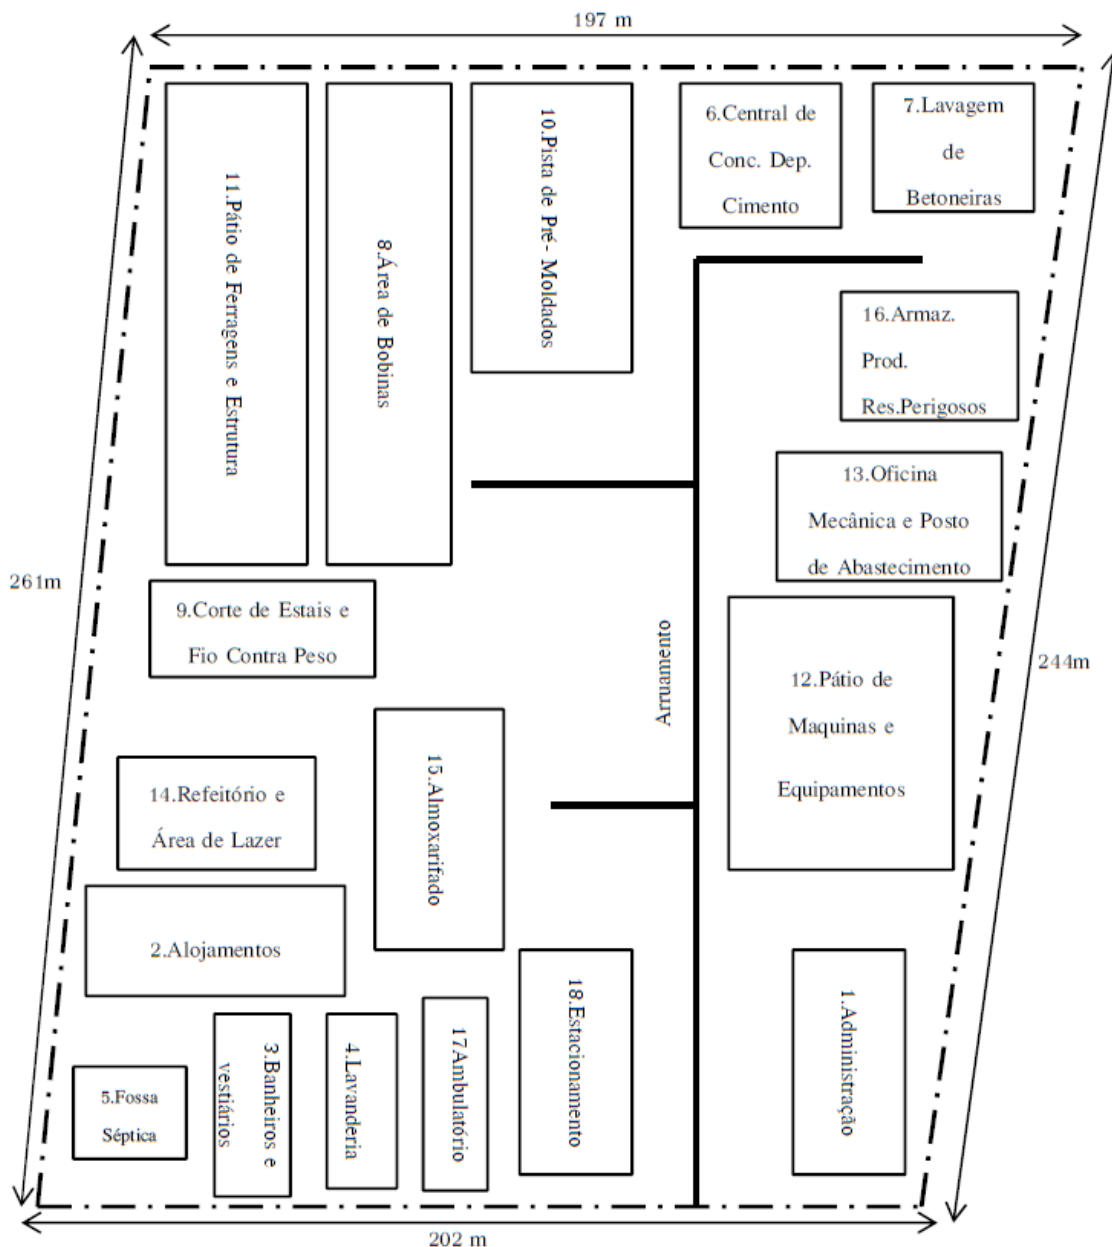 197 m
11.Pátio de Ferragens e Estrutura
8.Área de Bobinas
10.Pista de Pré - Moldados
6.Central de
Conc. Dep.
Cimento
7.Lavagem
de
Betoneiras
16.Armaz.
Prod.
Res.Perigosos
13.Oficina
Mecânica e Posto
de Abastecimento
261m
9.Corte de Estais e
Fio Contra Peso
Arruamento
12.Pátio de
Maquinas e
Equipamentos
244m
14.Refeitório e
Área de Lazer
15.Almoxarifado
2.Alojamentos
5.Fossa
Séptica
3.Banheiros e
vestiários
4.Lavanderia
17Ambulatório
18.Estacionamento
1.Administração
202 m